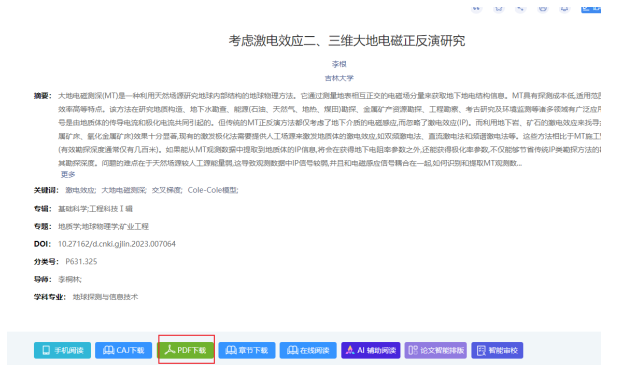 考虑激电效应二、三维大地电磁正反演研究
李根
吉林大学
摘要： 大地电磁测深(MT)是一种利用天然场源研究地球内部结构的地球物理方法。它通过测量地表相互正交的电磁场分量来获取地下电结构信息。MT具有探测成本低,适用范围
效率高等特点。该方法在研究地质构造、地下水勘查、能源(石油、天然气、地热、煤田)勘探、金属矿产资源勘探、工程勘察、考古研究及环境监测等诸多领域有广泛应用
号是由地质体的传导电流和极化电流共同引起的。但传统的MT正反演方法都仅考虑了地下介质的电磁感应,而忽略了激电效应(IP)。而利用地下岩、矿石的激电效应来找寻金
属矿床、氧化金属矿床)效果十分显著,现有的激发极化法需要提供人工场源来激发地质体的激电效应,如双频激电法、直流激电法和频谱激电法等。这些方法相比于MT费工
(有效勘探深度通常仅有几百米)。如果能从MT观测数据中提取到地质体的IP信息,将会在获得地下电阻率参数之外,还能获得极化率参数,不仅能够节省传统IP类勘探方法的
其勘探深度。问题的难点在于天然场源较人工源能量弱,这导致观测数据中IP信号较弱,并且和电磁感应信号耦合在一起,如何识别和提取MT观测数...
更多
关键词： 激电效应; 大地电磁测深; 交叉梯度; Cole-Cole模型;
专辑： 基础科学;工程科技Ⅰ辑
专题： 地质学;地球物理学;矿业工程
DOI： 10.27162/d.cnki.gjlin.2023.007064
分类号： P631.325
导师： 李桐林;
学科专业： 地球探测与信息技术
手机阅读 CAJ下载 PDF下载 章节下载 在线阅读 AI 辅助阅读 论文智能排版 智能审校